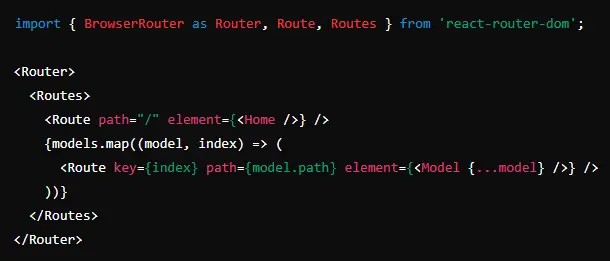 import { BrowserRouter as Router, Route, Routes } from 'react-router-dom';
<Router>
<Routes>
<Route path="/" element={<Home />} />
{models.map((model, index) => (
<Route key={index} path={model.path} element={<Model {...model} />} />
))}
</Routes>
</Router>